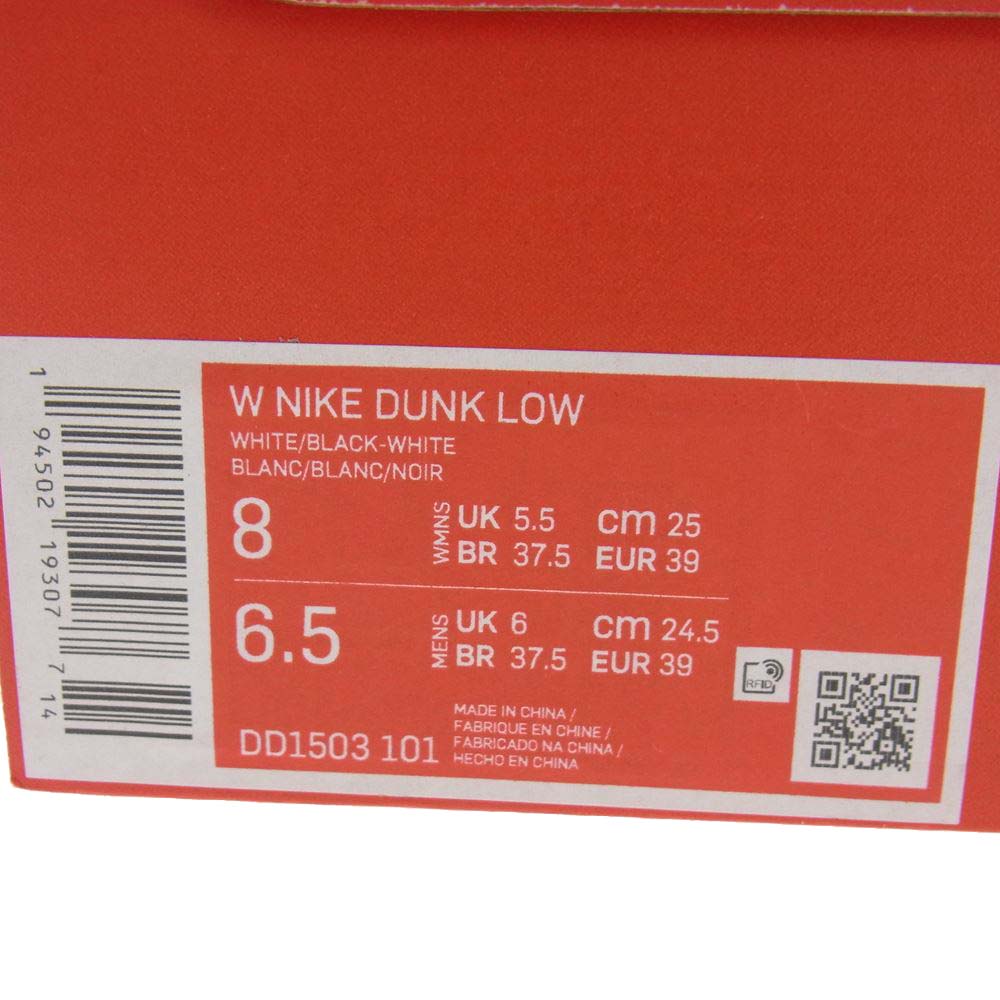 W NIKE DUNK LOW
WHITE/BLACK-WHITE
BLANC/BLANC/NOIR
8 WMNS UK 5.5 cm 25
BR 37.5 EUR 39
6.5 MENS UK 6 cm 24.5
BR 37.5 EUR 39
RFID
DD1503 101
MADE IN CHINA /
FABRIQUE EN CHINE /
FABRICADO NA CHINA /
HECHO EN CHINA
1 94502 19307 7 14